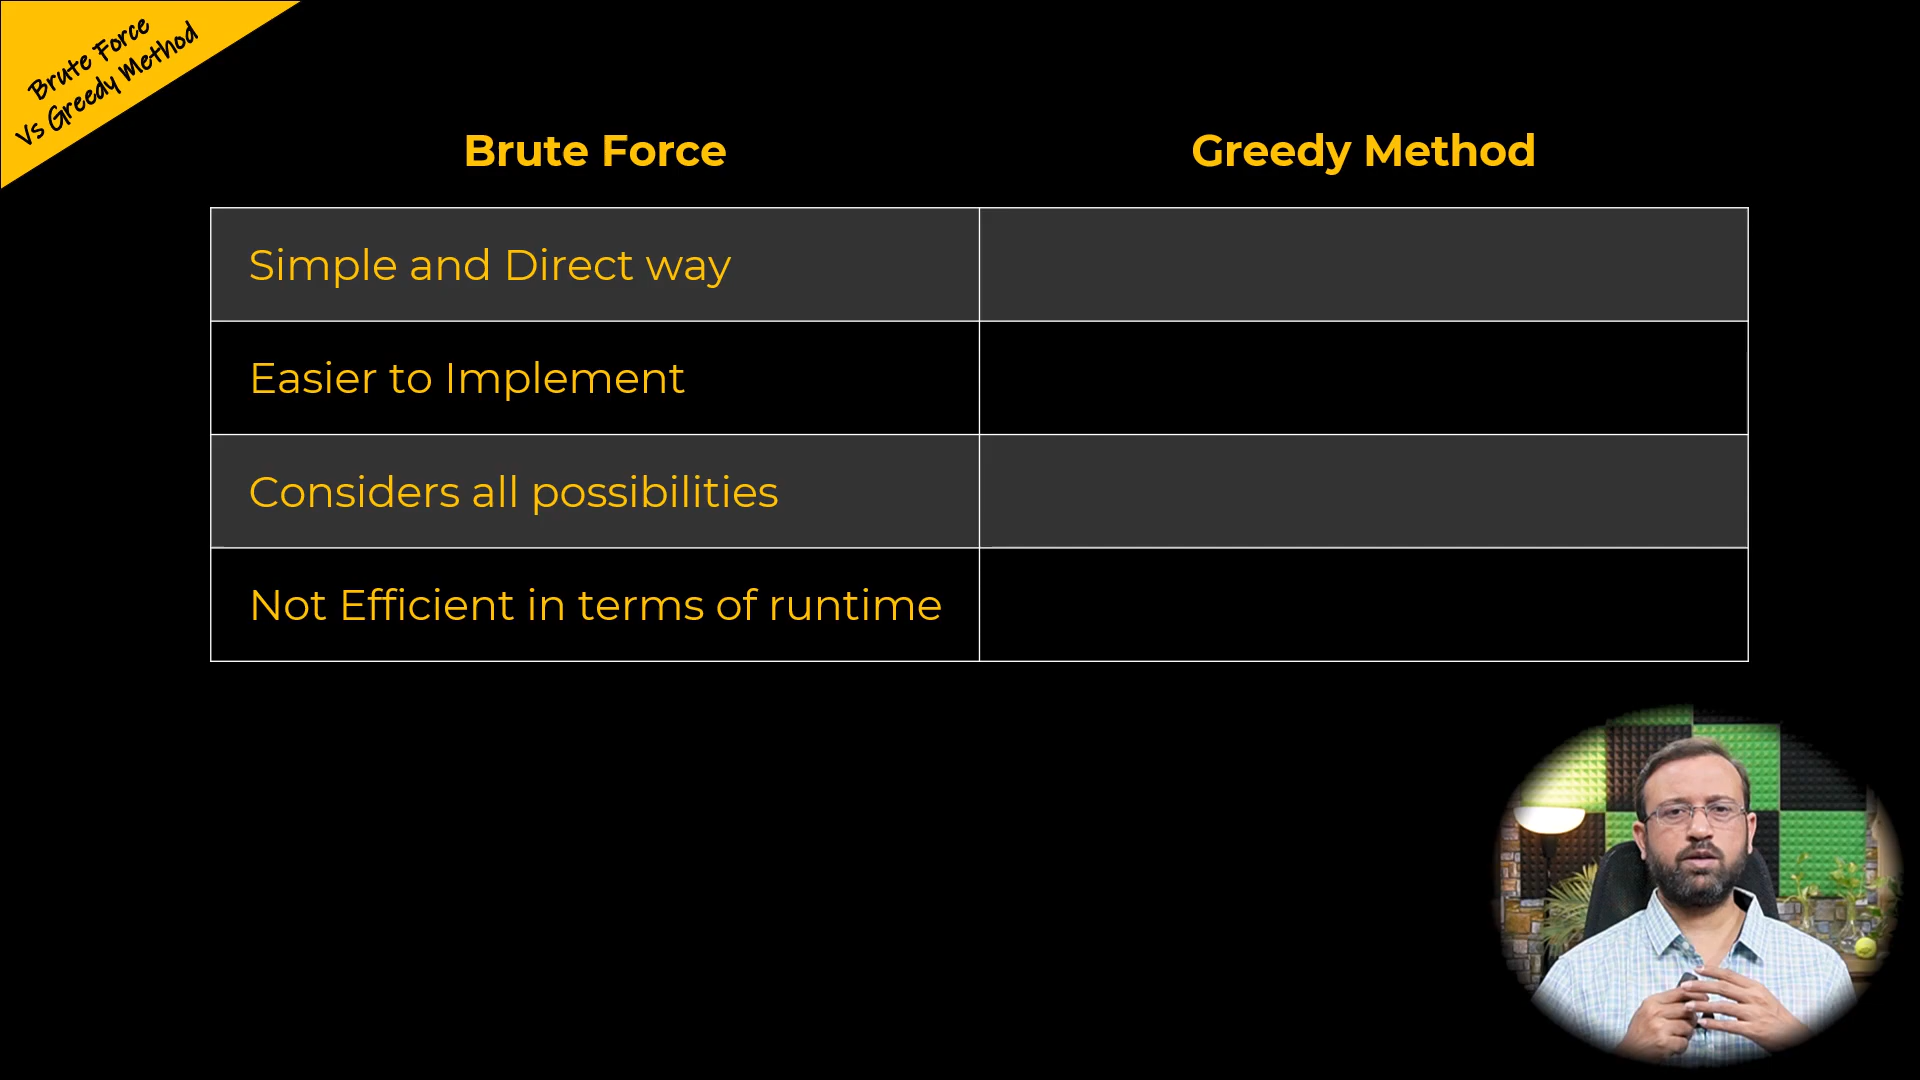 Brute Force
Vs Greedy Method
Brute Force
Greedy Method
Simple and Direct way
Easier to Implement
Considers all possibilities
Not Efficient in terms of runtime